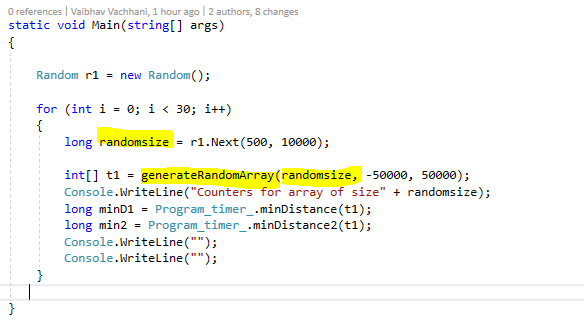 0 references | Vaibhav Vachhani, 1 hour ago | 2 authors, 8 changes
static void Main(string[] args)
{
Random r1 = new Random();
for (int i = 0; i < 30; i++)
{
long randomsize = r1.Next(500, 10000);
int[] t1 = generateRandomArray(randomsize, -50000, 50000);
Console.WriteLine("Counters for array of size" + randomsize);
long minD1 = Program_timer_.minDistance(t1);
long min2 = Program_timer_.minDistance2(t1);
Console.WriteLine("");
Console.WriteLine("");
}
}